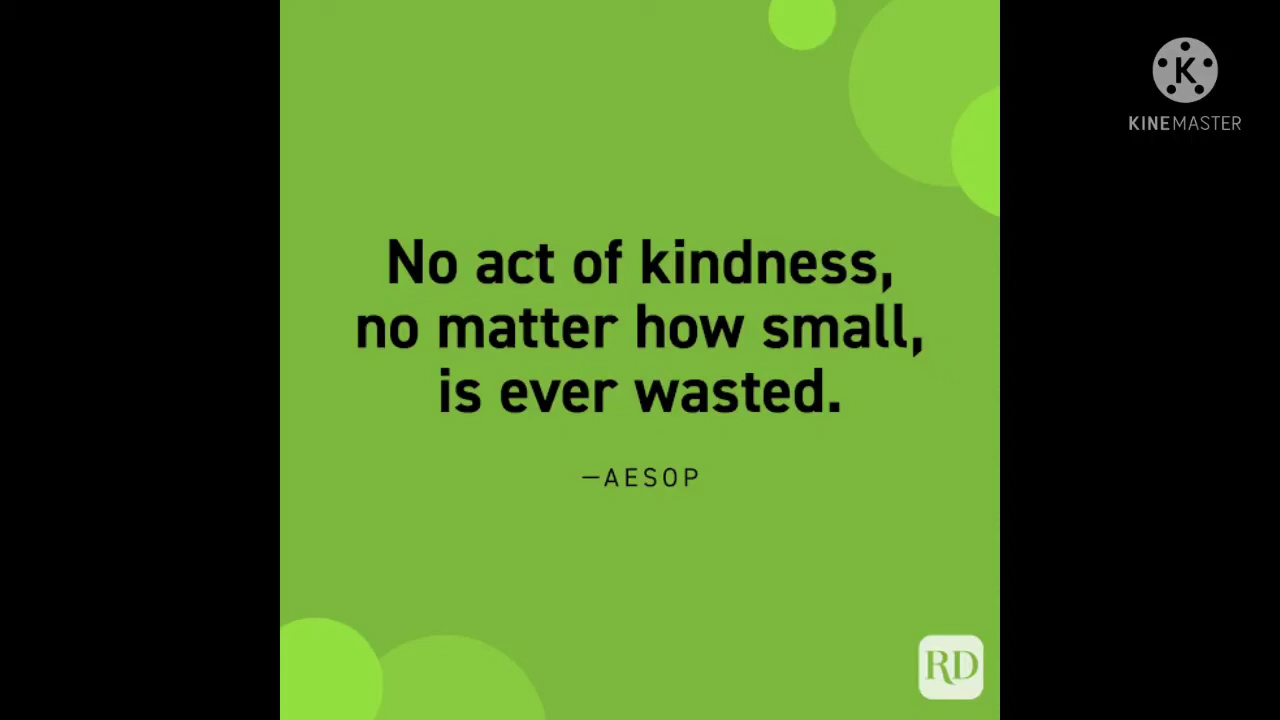 K
KINEMASTER
No act of kindness,
no matter how small,
is ever wasted.
—AESOP
RD